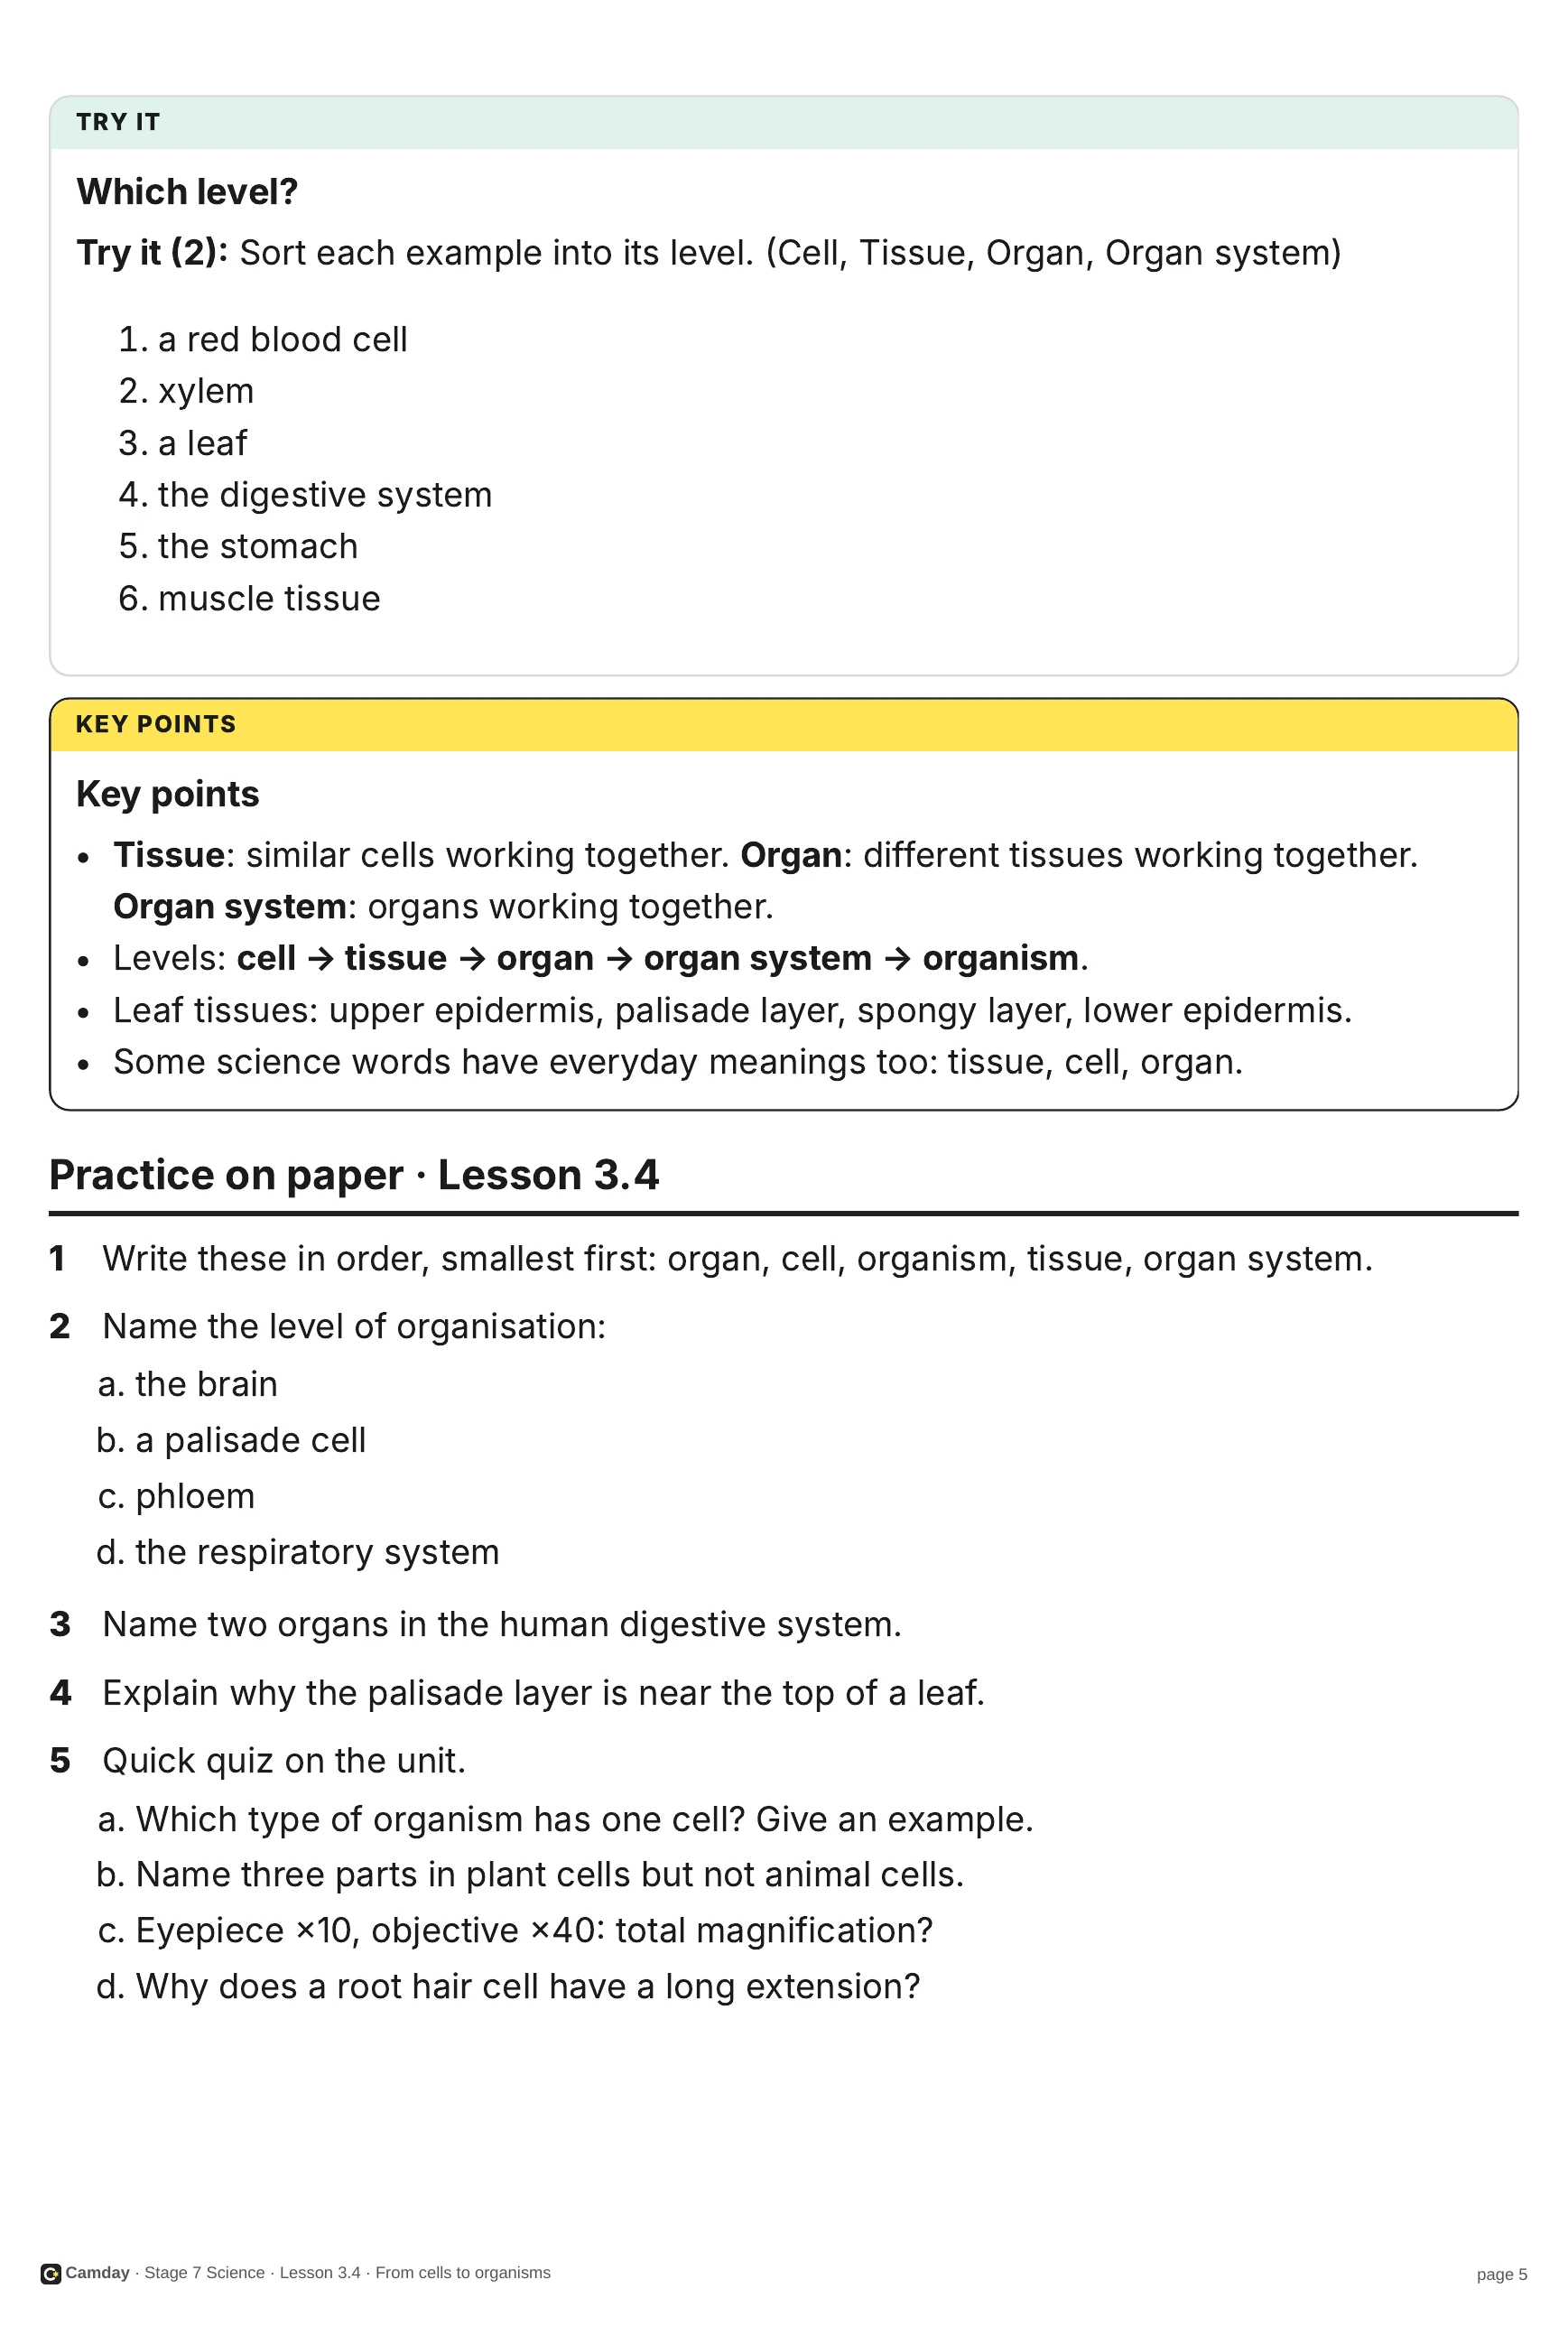 TRY IT
Which level?
Try it (2): Sort each example into its level. (Cell, Tissue, Organ, Organ system)
1. a red blood cell
2. xylem
3. a leaf
4. the digestive system
5. the stomach
6. muscle tissue
KEY POINTS
Key points
• Tissue: similar cells working together. Organ: different tissues working together.
Organ system: organs working together.
• Levels: cell → tissue → organ → organ system → organism.
• Leaf tissues: upper epidermis, palisade layer, spongy layer, lower epidermis.
• Some science words have everyday meanings too: tissue, cell, organ.
Practice on paper · Lesson 3.4
1 Write these in order, smallest first: organ, cell, organism, tissue, organ system.
2 Name the level of organisation:
a. the brain
b. a palisade cell
c. phloem
d. the respiratory system
3 Name two organs in the human digestive system.
4 Explain why the palisade layer is near the top of a leaf.
5 Quick quiz on the unit.
a. Which type of organism has one cell? Give an example.
b. Name three parts in plant cells but not animal cells.
c. Eyepiece ×10, objective ×40: total magnification?
d. Why does a root hair cell have a long extension?
Camday · Stage 7 Science · Lesson 3.4 · From cells to organisms
page 5